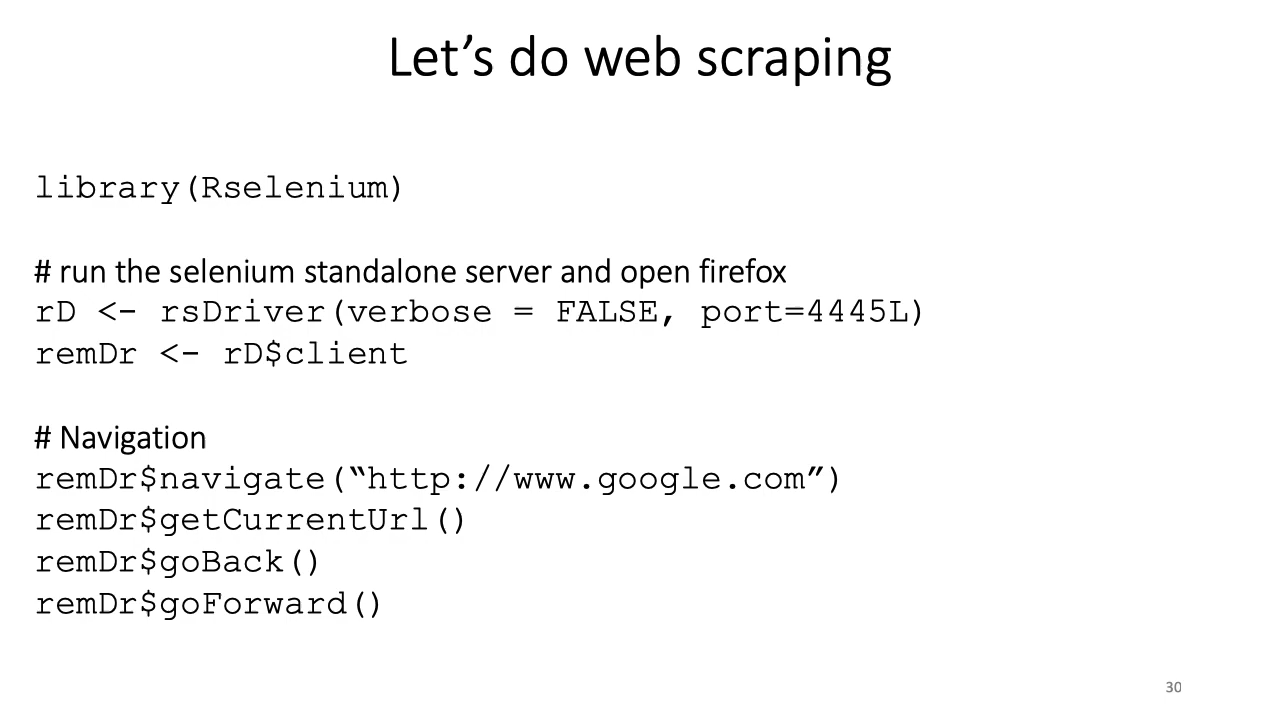 Let’s do web scraping
library(Rselenium)
# run the selenium standalone server and open firefox
rD <- rsDriver(verbose = FALSE, port=4445L)
remDr <- rD$client
# Navigation
remDr$navigate(“http://www.google.com”)
remDr$getCurrentUrl()
remDr$goBack()
remDr$goForward()
30